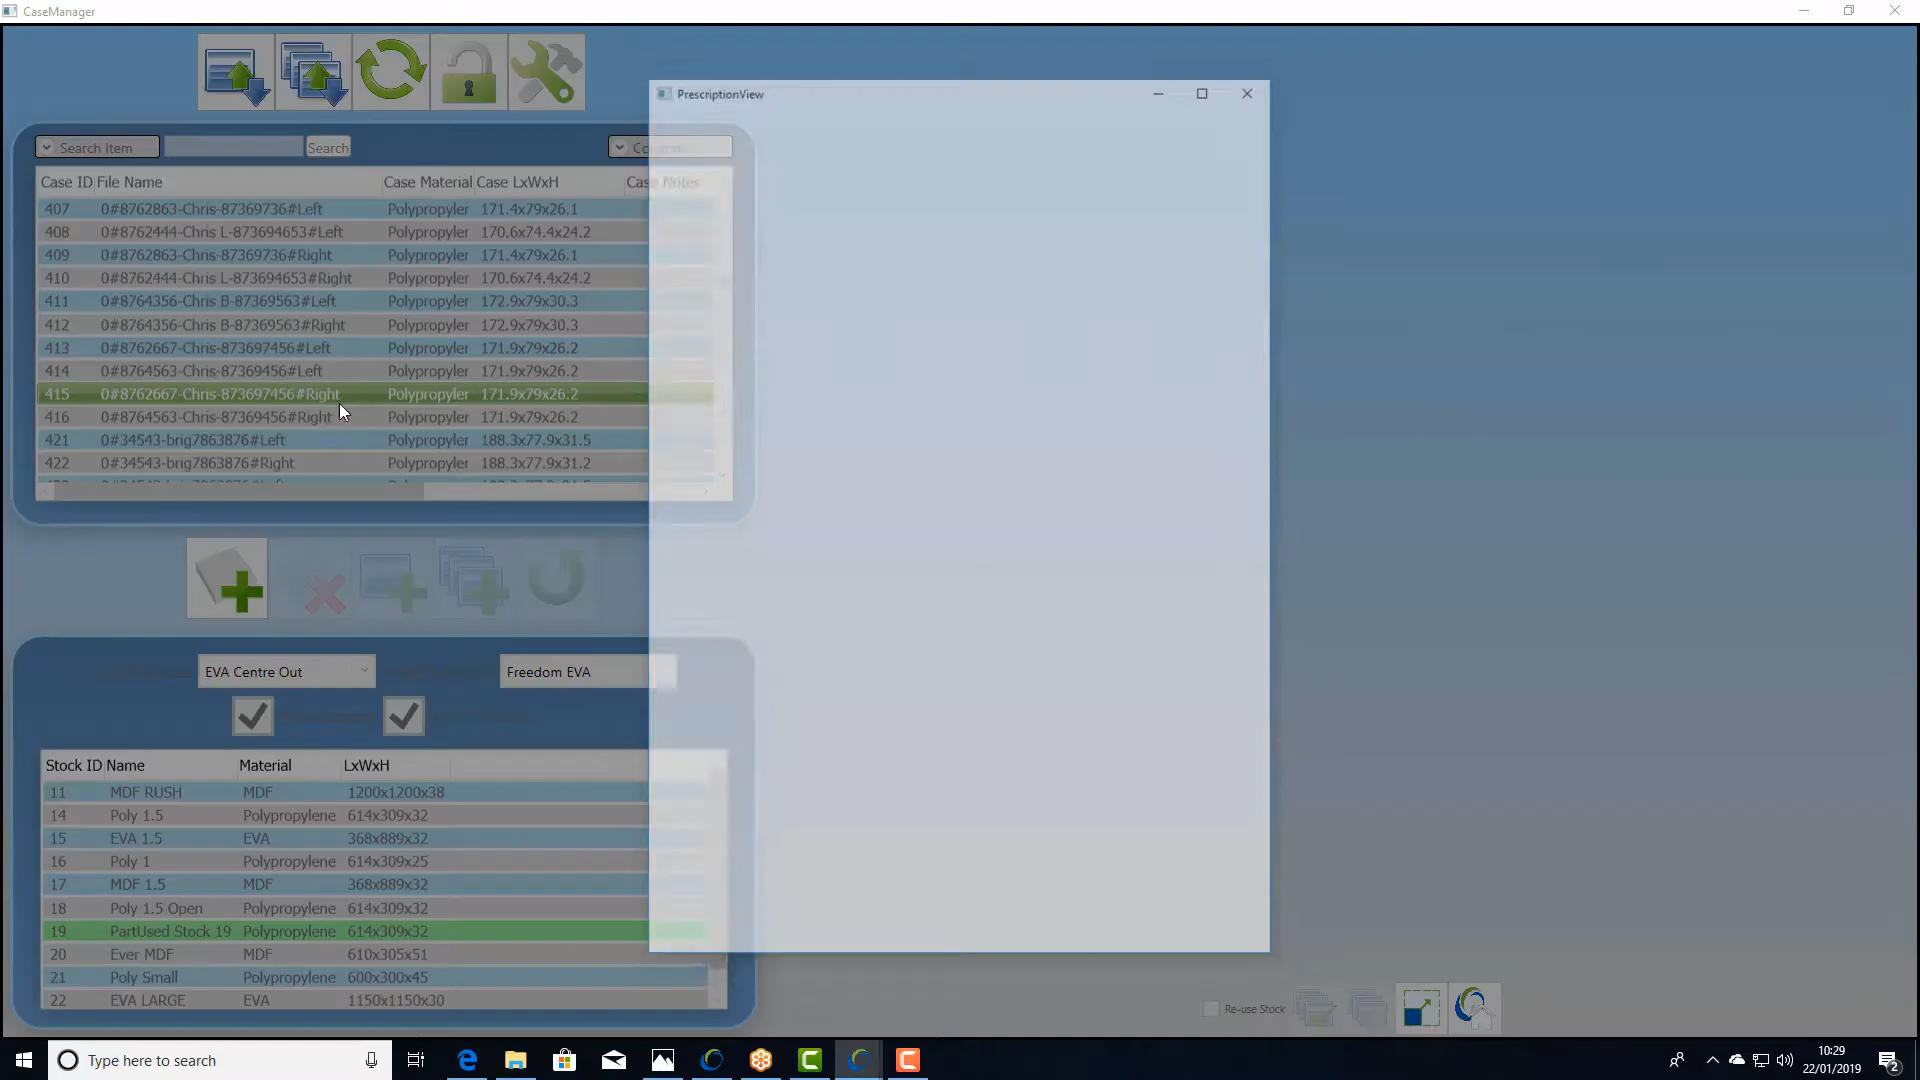 CaseManager
PrescriptionView
Search Item
Search
Case ID File Name Case Material Case LxWxH Case Notes
407 0#8762863-Chris-87369736#Left Polypropyler 171.4x79x26.1
408 0#8762444-Chris L-873694653#Left Polypropyler 170.6x74.4x24.2
409 0#8762863-Chris-87369736#Right Polypropyler 171.4x79x26.1
410 0#8762444-Chris L-873694653#Right Polypropyler 170.6x74.4x24.2
411 0#8764356-Chris B-87369563#Left Polypropyler 172.9x79x30.3
412 0#8764356-Chris B-87369563#Right Polypropyler 172.9x79x30.3
413 0#8762667-Chris-873697456#Left Polypropyler 171.9x79x26.2
414 0#8764563-Chris-87369456#Left Polypropyler 171.9x79x26.2
415 0#8762667-Chris-873697456#Right Polypropyler 171.9x79x26.2
416 0#8764563-Chris-87369456#Right Polypropyler 171.9x79x26.2
421 0#34543-brig7863876#Left Polypropyler 188.3x77.9x31.5
422 0#34543-brig7863876#Right Polypropyler 188.3x77.9x31.2
EVA Centre Out
Freedom EVA
Stock ID Name Material LxWxH
11 MDF RUSH MDF 1200x1200x38
14 Poly 1.5 Polypropylene 614x309x32
15 EVA 1.5 EVA 368x889x32
16 Poly 1 Polypropylene 614x309x25
17 MDF 1.5 MDF 368x889x32
18 Poly 1.5 Open Polypropylene 614x309x32
19 PartUsed Stock 19 Polypropylene 614x309x32
20 Ever MDF MDF 610x305x51
21 Poly Small Polypropylene 600x300x45
22 EVA LARGE EVA 1150x1150x30
Re-use Stock
Type here to search
10:29
22/01/2019
2